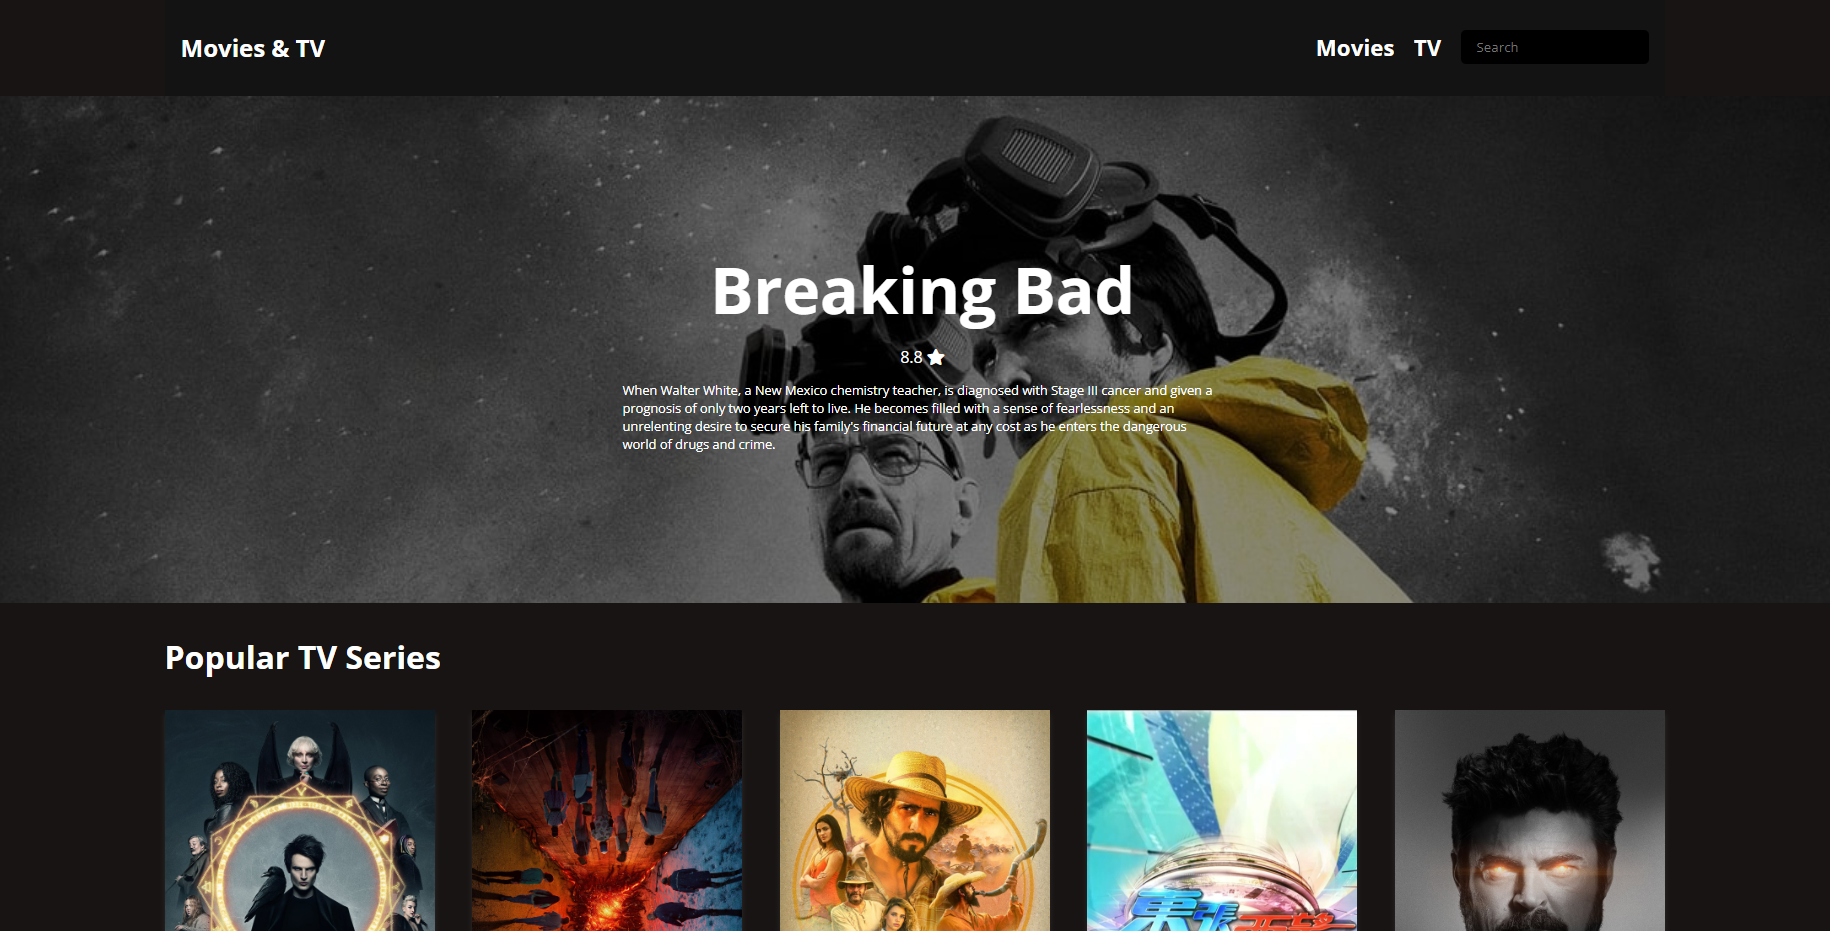 Movies & TV
Movies TV Search
Breaking Bad
8.8
When Walter White, a New Mexico chemistry teacher, is diagnosed with Stage III cancer and given a
prognosis of only two years left to live. He becomes filled with a sense of fearlessness and an
unrelenting desire to secure his family's financial future at any cost as he enters the dangerous
world of drugs and crime.
Popular TV Series